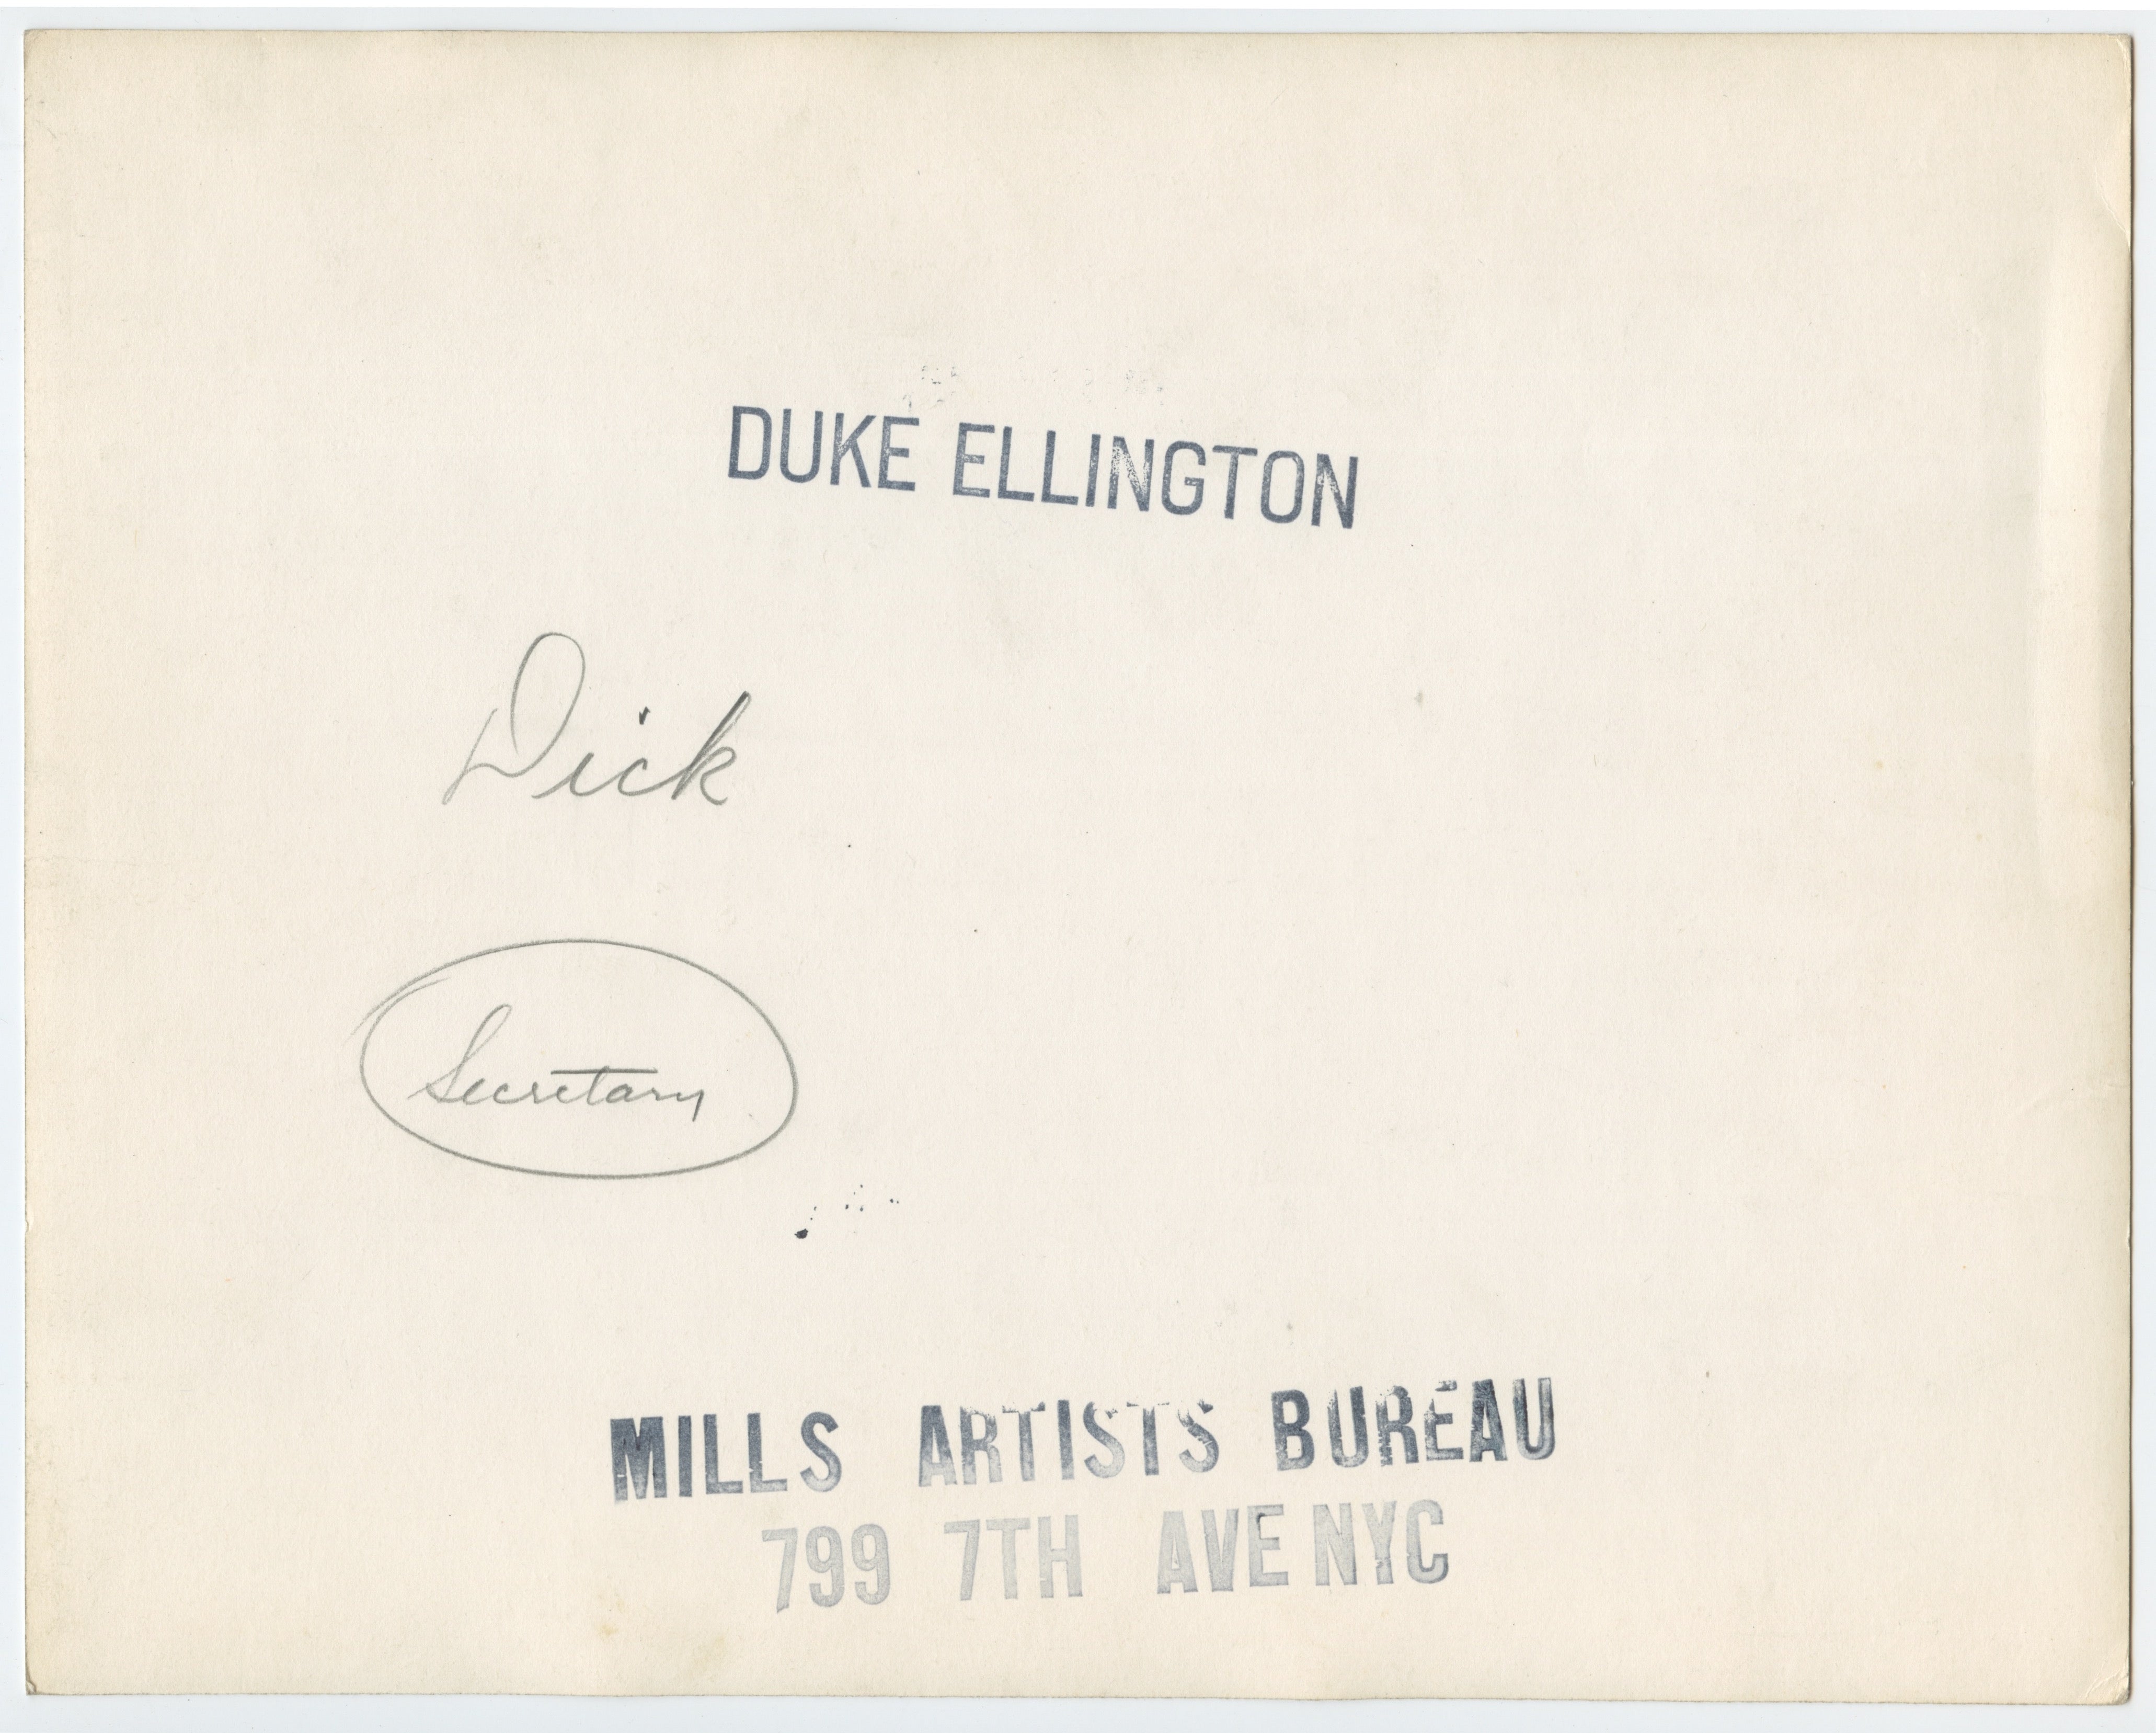 DUKE ELLINGTON
Dick
Secretary
MILLS ARTISTS BUREAU
799 7TH AVE NYC